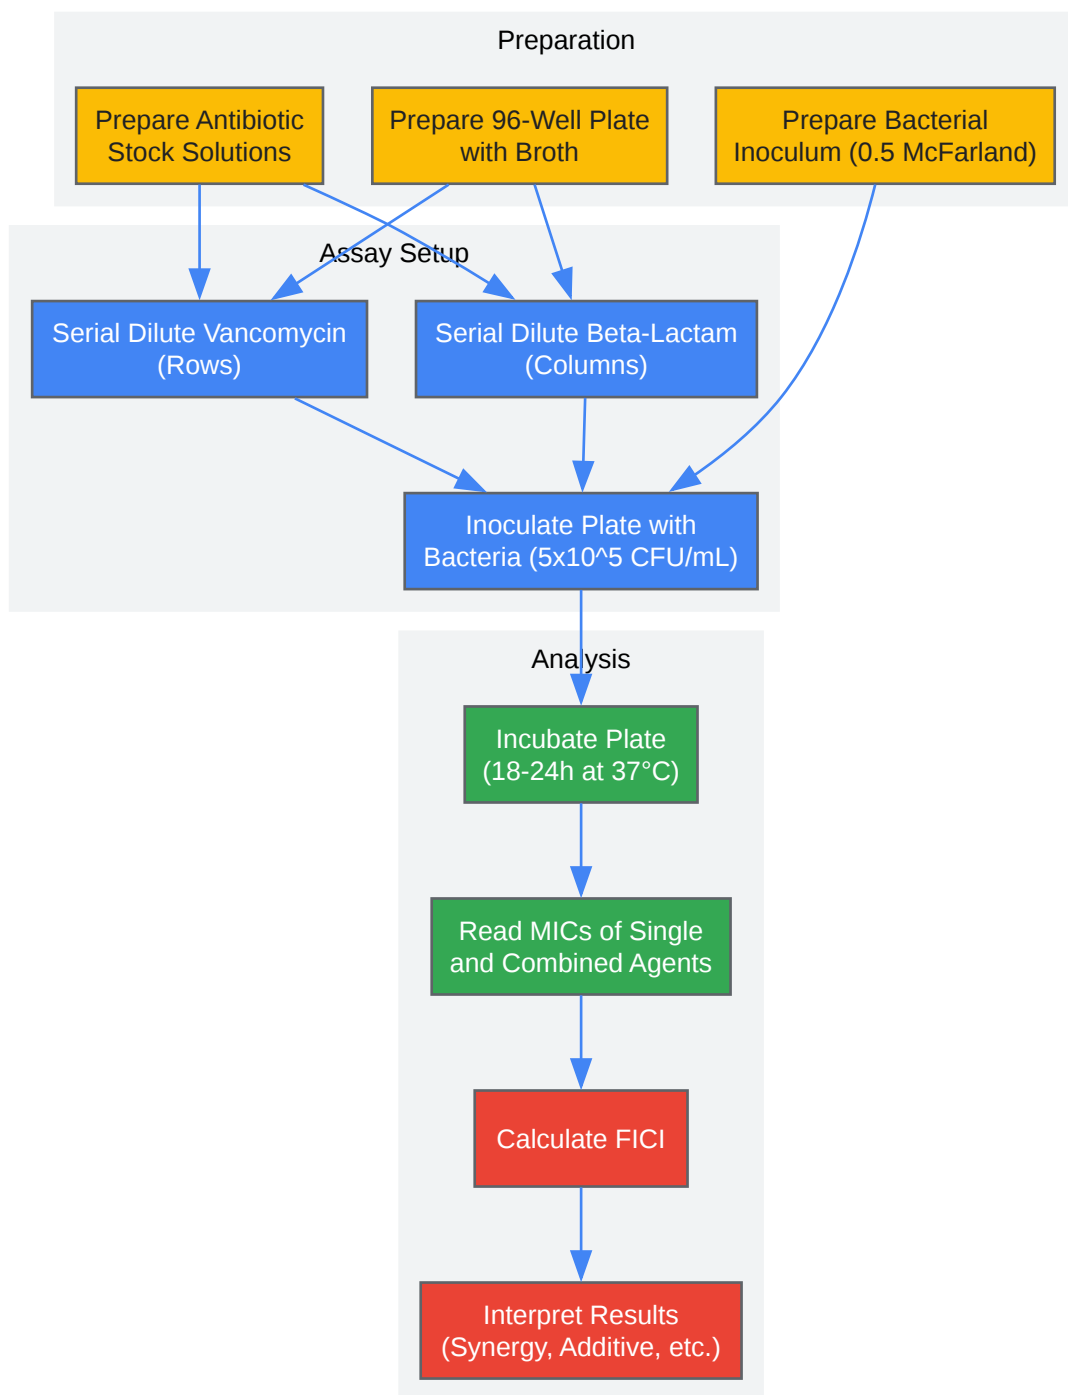 Preparation
Prepare Antibiotic
Stock Solutions
Prepare 96-Well Plate
with Broth
Prepare Bacterial
Inoculum (0.5 McFarland)
Assay Setup
Serial Dilute Vancomycin
(Rows)
Serial Dilute Beta-Lactam
(Columns)
Inoculate Plate with
Bacteria (5x10^5 CFU/mL)
Analysis
Incubate Plate
(18-24h at 37°C)
Read MICs of Single
and Combined Agents
Calculate FICI
Interpret Results
(Synergy, Additive, etc.)